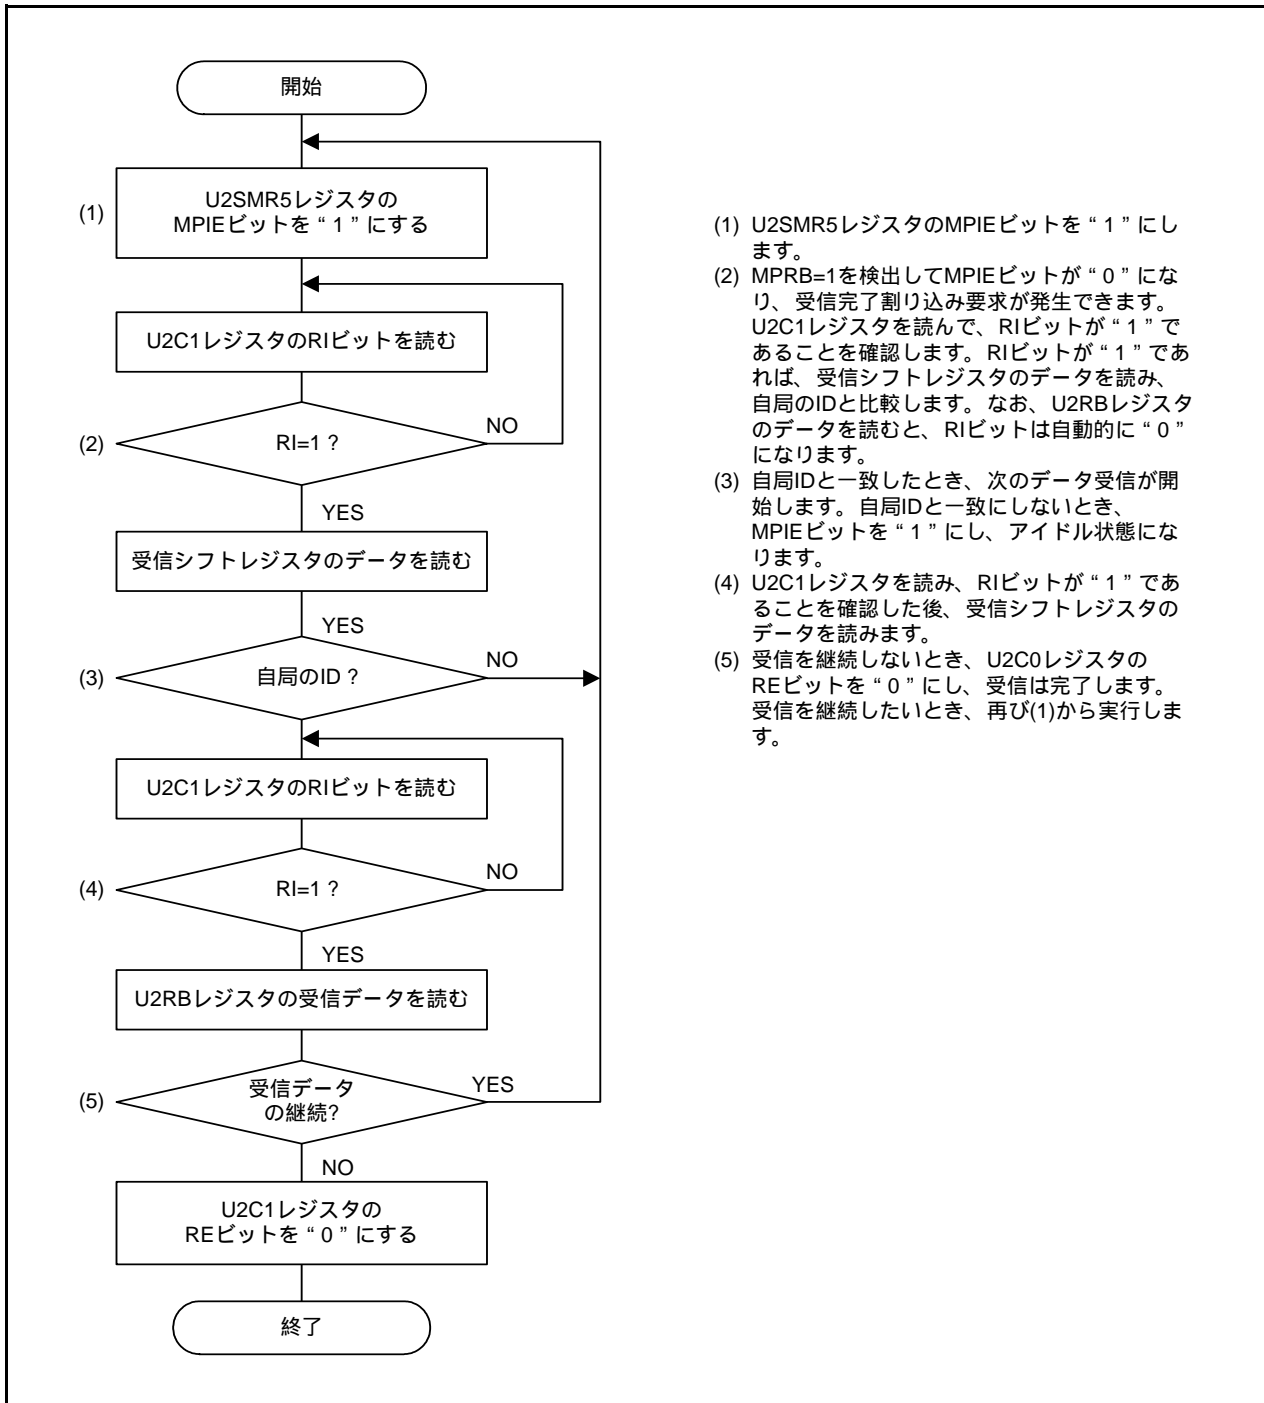 開始
(1)
U2SMR5レジスタの
MPIEビットを“1”にする
U2C1レジスタのRIビットを読む
(2)
RI=1 ?
NO
YES
受信シフトレジスタのデータを読む
YES
(3)
自局のID ?
NO
U2C1レジスタのRIビットを読む
(4)
RI=1 ?
NO
YES
U2RBレジスタの受信データを読む
(5)
受信データ
の継続?
YES
NO
U2C1レジスタの
REビットを“0”にする
終了
(1) U2SMR5レジスタのMPIEビットを“1”にし
ます。
(2) MPRB=1を検出してMPIEビットが“0”にな
り、受信完了割り込み要求が発生できます。
U2C1レジスタを読んで、RIビットが“1”で
あることを確認します。RIビットが“1”であ
れば、受信シフトレジスタのデータを読み、
自局のIDと比較します。なお、U2RBレジスタ
のデータを読むと、RIビットは自動的に“0”
になります。
(3) 自局IDと一致したとき、次のデータ受信が開
始します。自局IDと一致にしないとき、
MPIEビットを“1”にし、アイドル状態にな
ります。
(4) U2C1レジスタを読み、RIビットが“1”であ
ることを確認した後、受信シフトレジスタの
データを読みます。
(5) 受信を継続しないとき、U2C0レジスタの
REビットを“0”にし、受信は完了します。
受信を継続したいとき、再び(1)から実行しま
す。